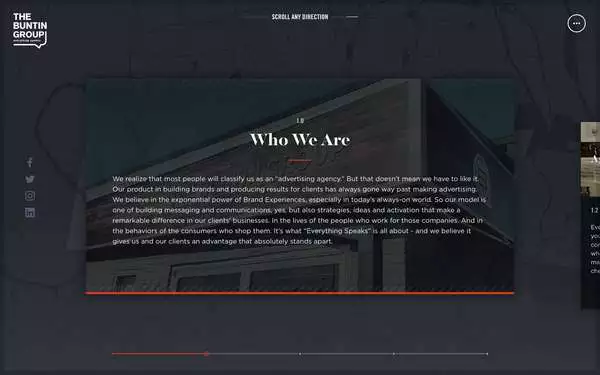 THE
BUNTIN
GROUP
SCROLL ANY DIRECTION
1.0
Who We Are
We realize that most people will classify us as an “advertising agency.” But that doesn’t mean we have to like it.
Our product in building brands and producing results for clients has always gone way past making advertising.
We believe in the exponential power of Brand Experiences, especially in today’s always-on world. So our model is
one of building messaging and communications, yes, but also strategies, ideas and activation that make a
remarkable difference in our clients’ businesses. In the lives of the people who work for those companies. And in
the behaviors of the consumers who shop them. It’s what “Everything Speaks” is all about - and we believe it
gives us and our clients an advantage that absolutely stands apart.
1.2